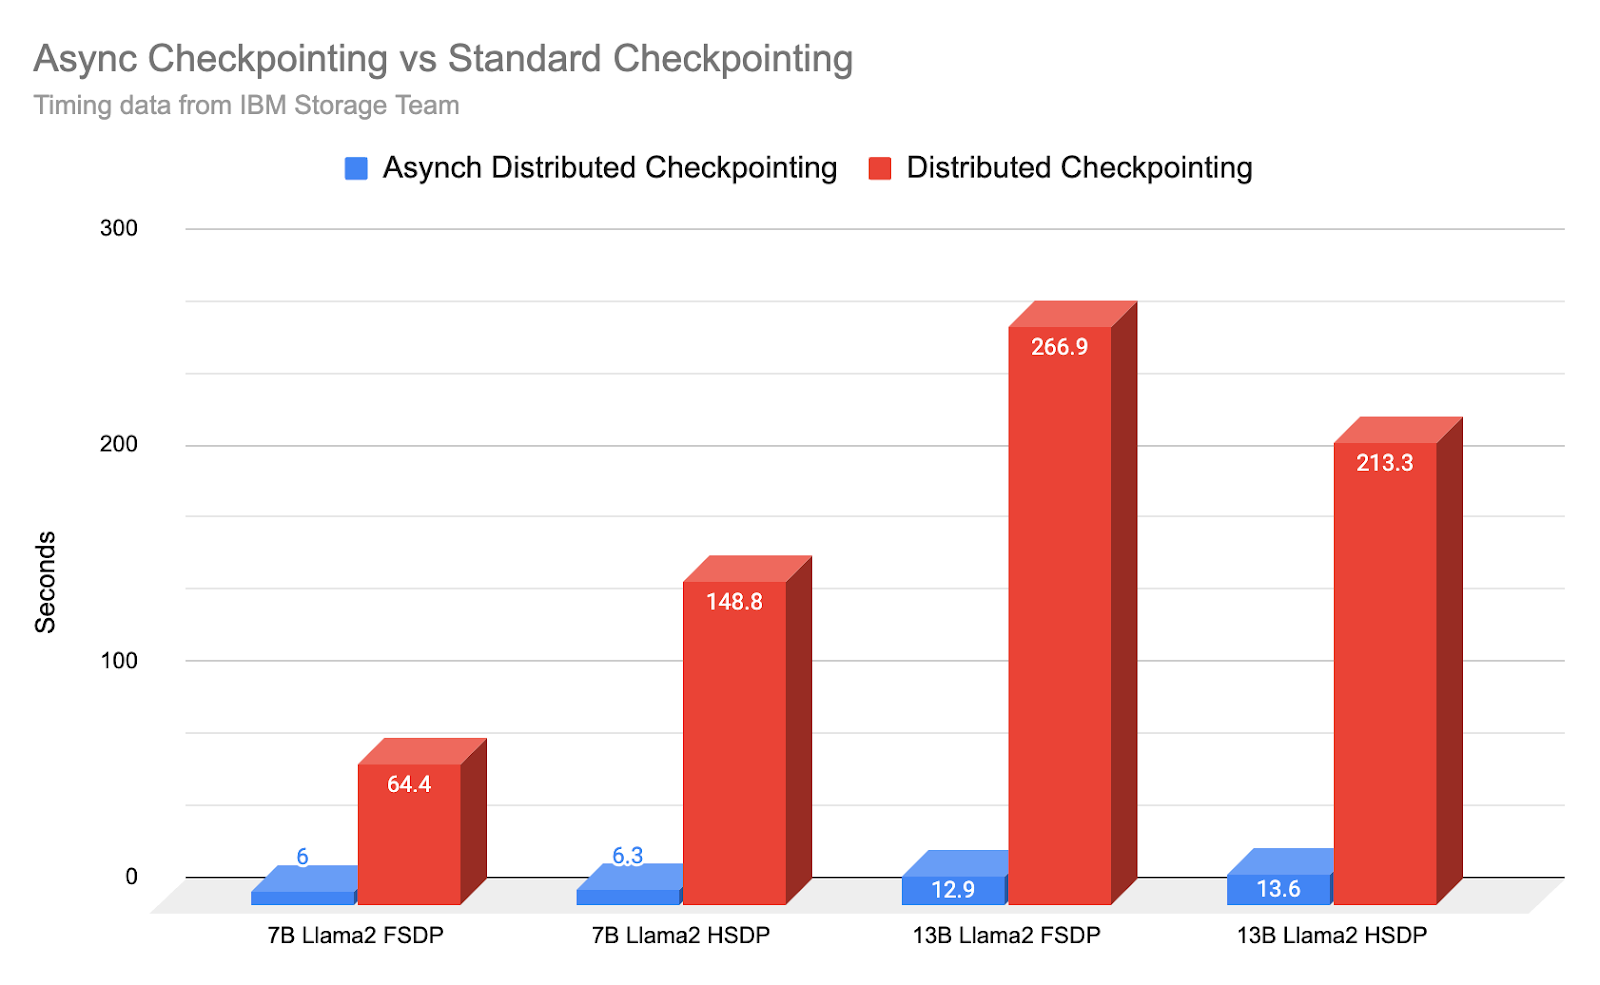 Async Checkpointing vs Standard Checkpointing
Timing data from IBM Storage Team
Asynch Distributed Checkpointing Distributed Checkpointing
300
200
100
0
Seconds
266.9
213.3
148.8
64.4
6
6.3
12.9
13.6
7B Llama2 FSDP 7B Llama2 HSDP 13B Llama2 FSDP 13B Llama2 HSDP